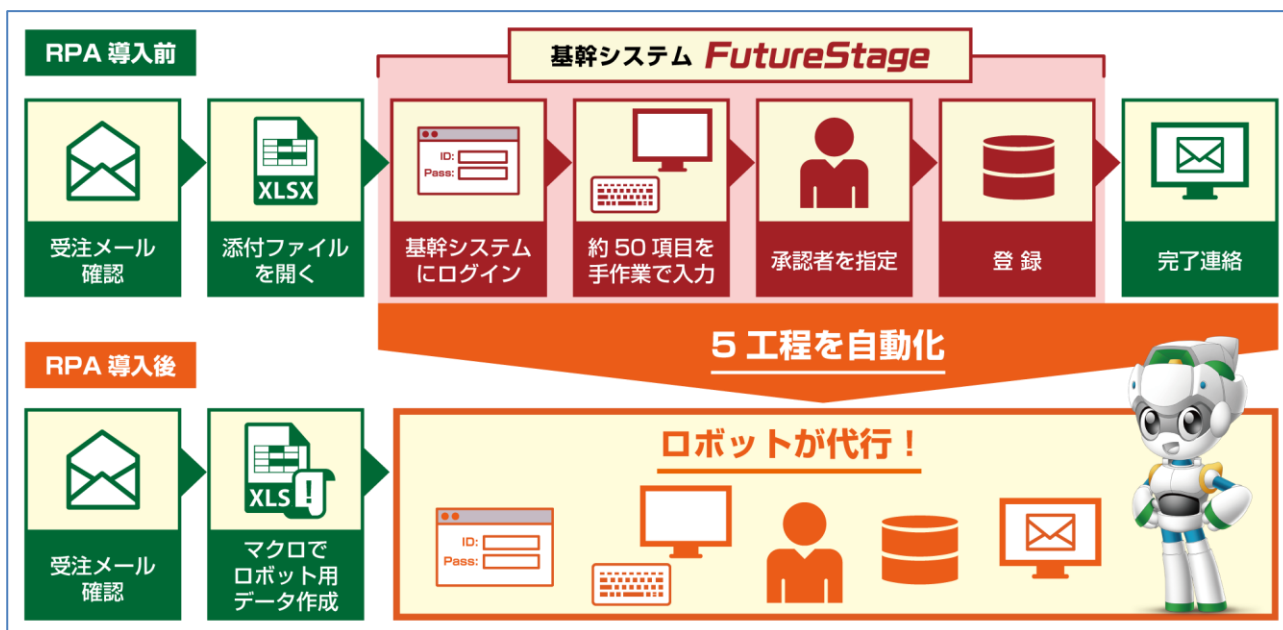 RPA 導入前
基幹システム FutureStage
受注メール
確認
XLSX
添付ファイル
を開く
ID:
Pass:
基幹システム
にログイン
約 50 項目を
手作業で入力
承認者を指定
登 録
完了連絡
5 工程を自動化
RPA 導入後
受注メール
確認
XLS
マクロで
ロボット用
データ作成
ロボットが代行！
ID:
Pass: